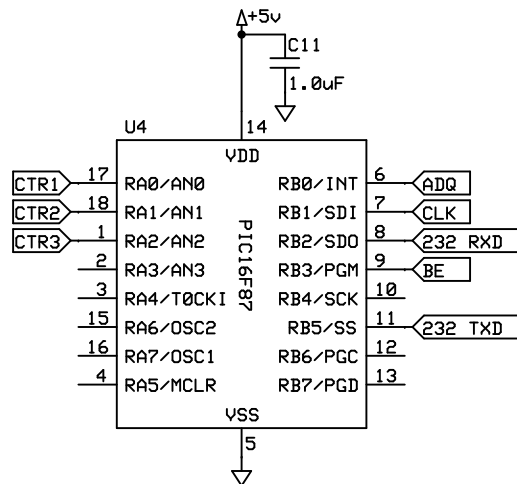 +5v
C11
1.0uF
U4
14
VDD
CTR1 17 RA0/AN0 RB0/INT 6 ADQ
CTR2 18 RA1/AN1 RB1/SDI 7 CLK
CTR3 1 RA2/AN2 RB2/SDO 8 232 RXD
2 RA3/AN3 RB3/PGM 9 BE
3 RA4/T0CKI RB4/SCK 10
15 RA6/OSC2 RB5/SS 11 232 TXD
16 RA7/OSC1 RB6/PGC 12
4 RA5/MCLR RB7/PGD 13
PIC16F87
VSS
5